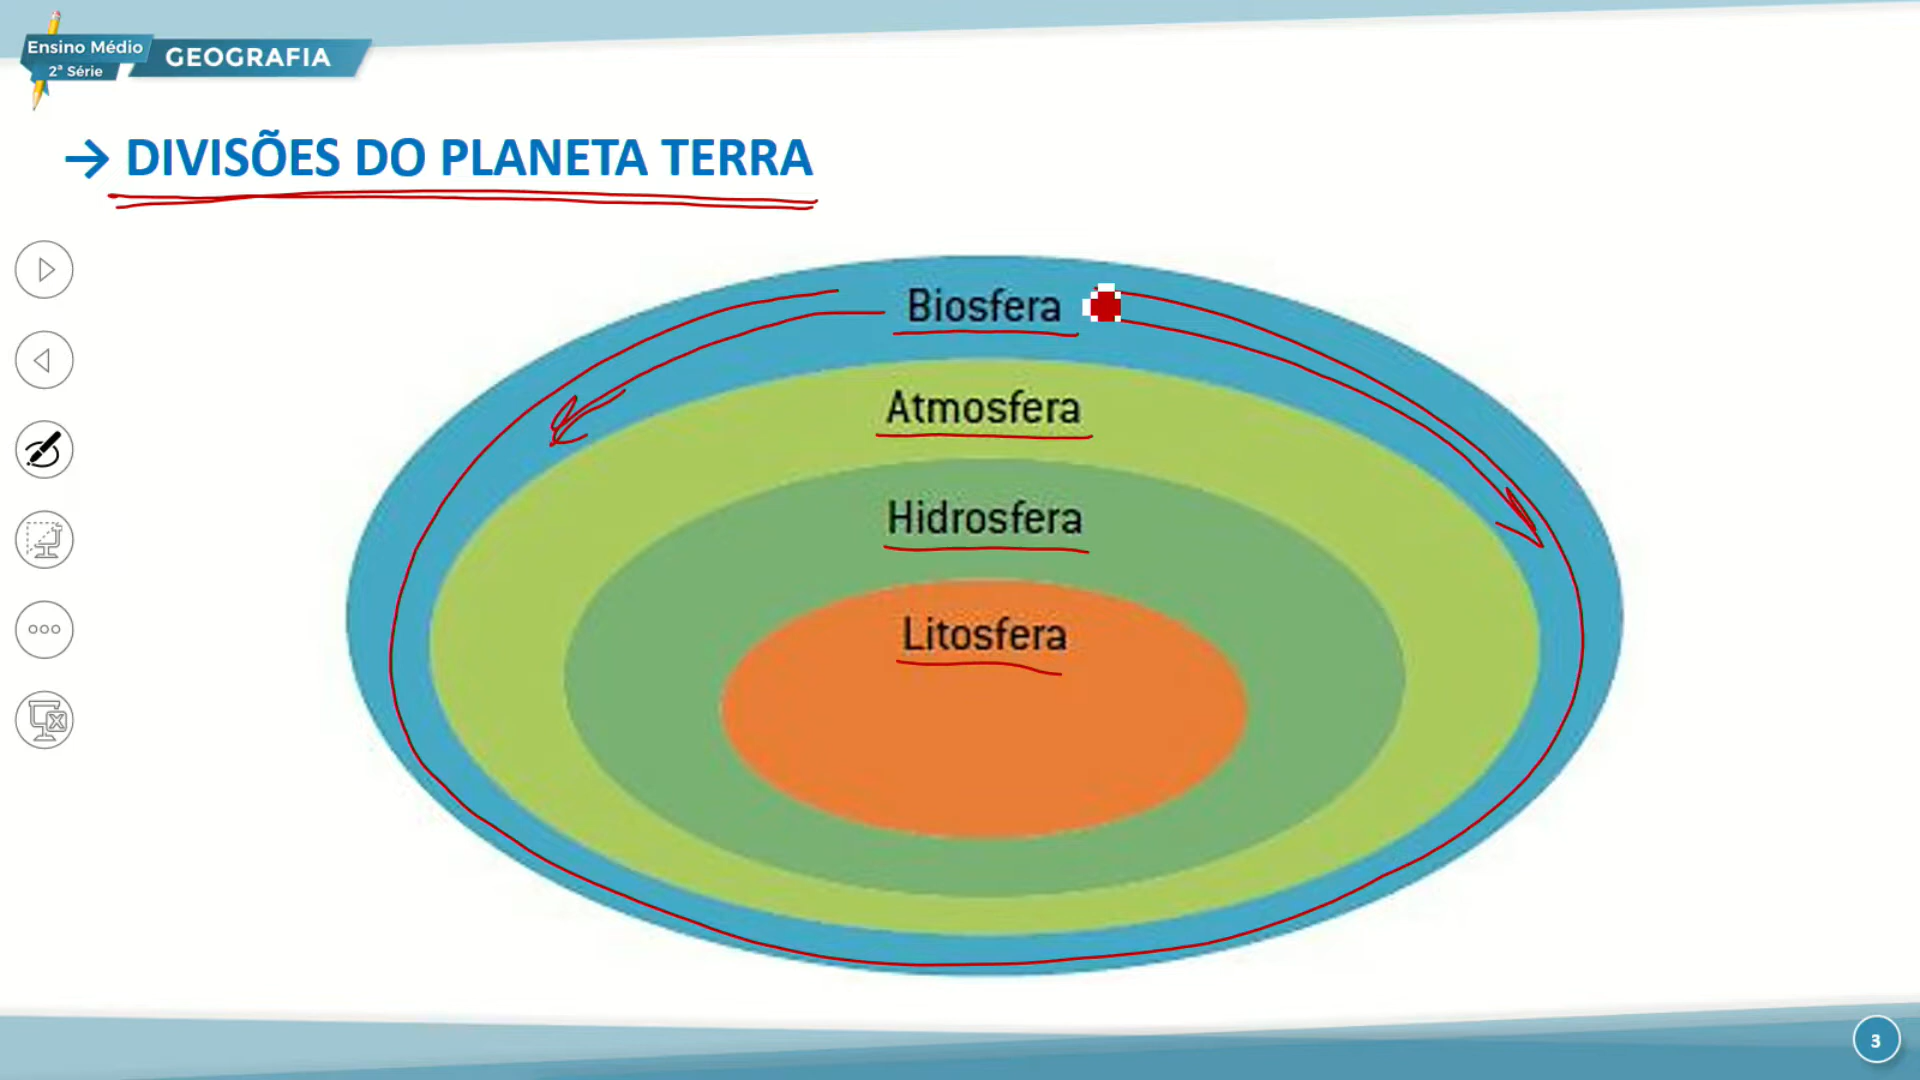 Ensino Médio
2ª Série
GEOGRAFIA
→ DIVISÕES DO PLANETA TERRA
Biosfera
Atmosfera
Hidrosfera
Litosfera
3